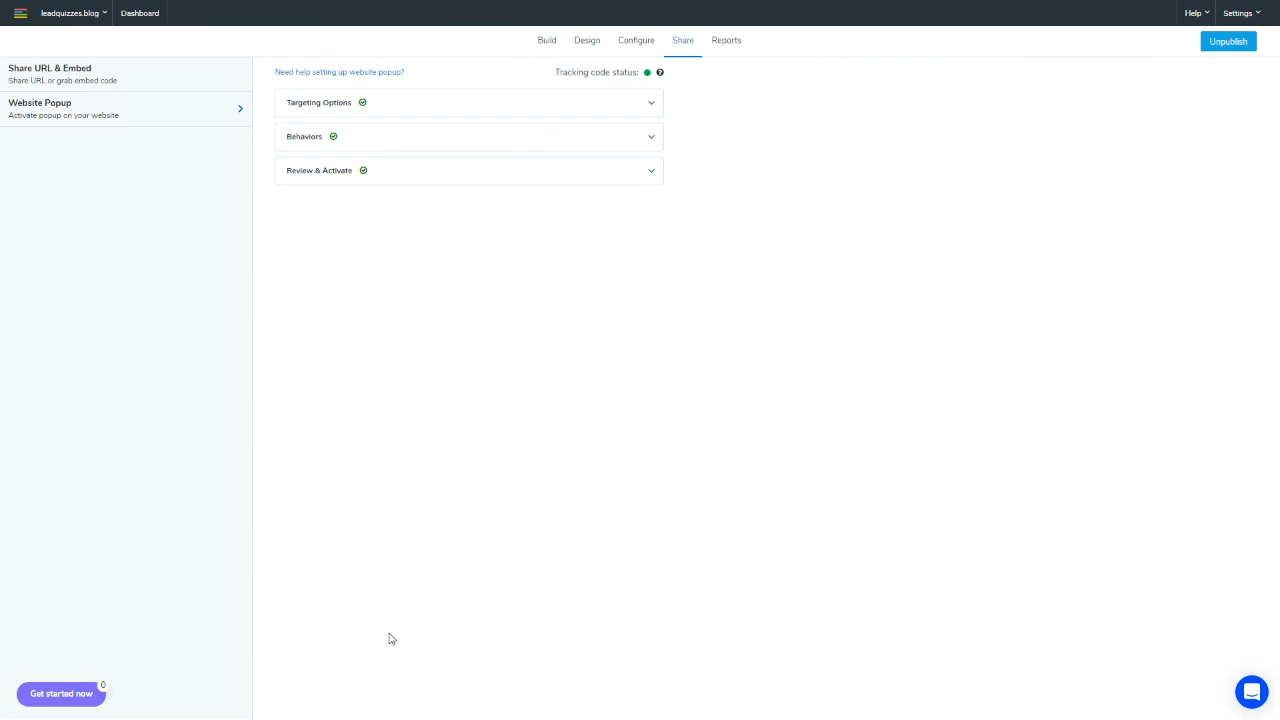 leadquizzes.blog Dashboard Help Settings
Build Design Configure Share Reports Unpublish
Share URL & Embed
Share URL or grab embed code
Website Popup
Activate popup on your website
Need help setting up website popup? Tracking code status:
Targeting Options
Behaviors
Review & Activate
Get started now 0